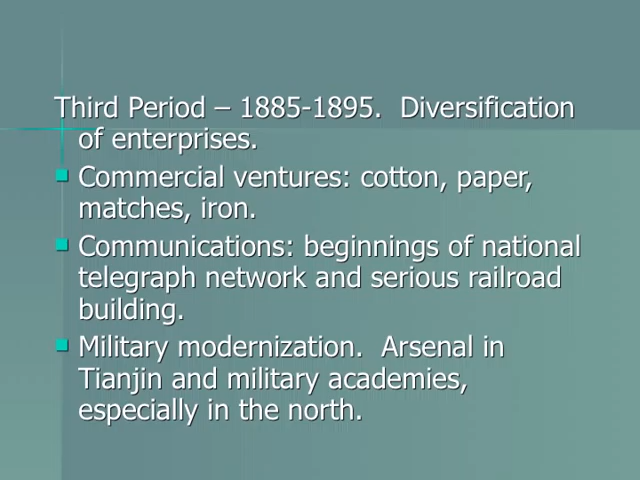 Third Period – 1885-1895.  Diversification
of enterprises.
Commercial ventures: cotton, paper,
matches, iron.
Communications: beginnings of national
telegraph network and serious railroad
building.
Military modernization.  Arsenal in
Tianjin and military academies,
especially in the north.